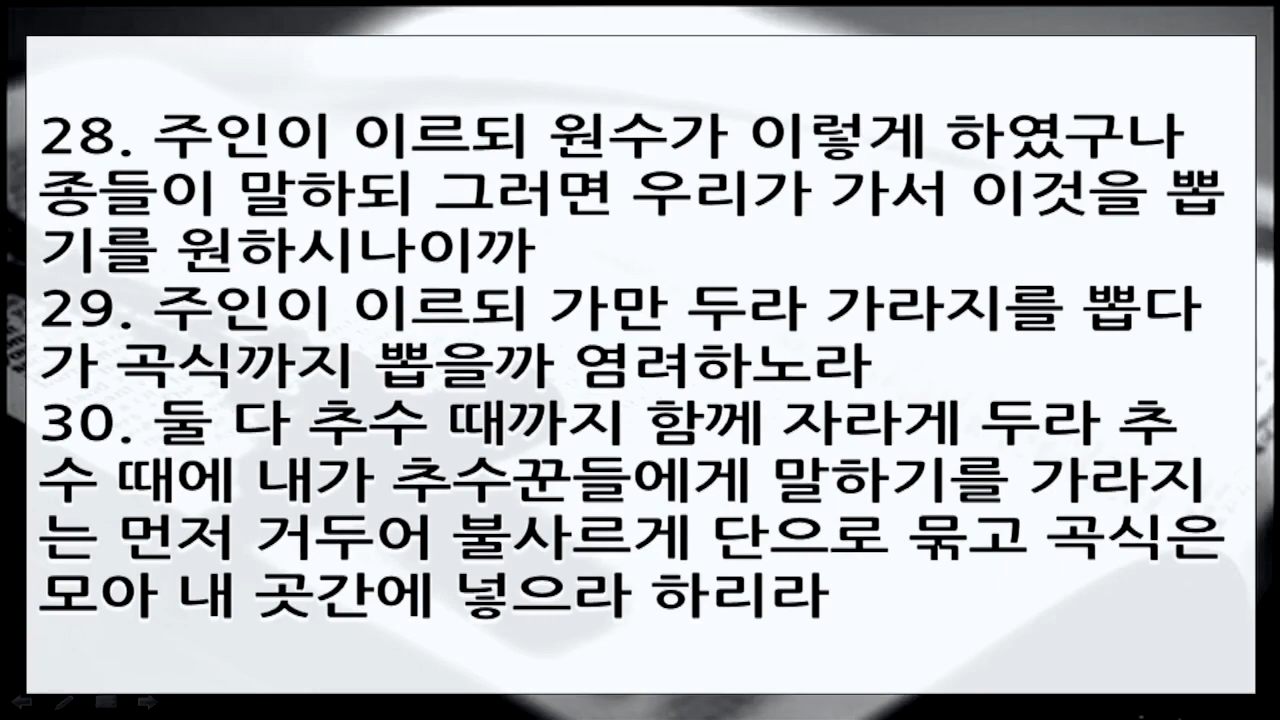 28. 주인이 이르되 원수가 이렇게 하였구나
종들이 말하되 그러면 우리가 가서 이것을 뽑
기를 원하시나이까
29. 주인이 이르되 가만 두라 가라지를 뽑다
가 곡식까지 뽑을까 염려하노라
30. 둘 다 추수 때까지 함께 자라게 두라 추
수 때에 내가 추수꾼들에게 말하기를 가라지
는 먼저 거두어 불사르게 단으로 묶고 곡식은
모아 내 곳간에 넣으라 하리라